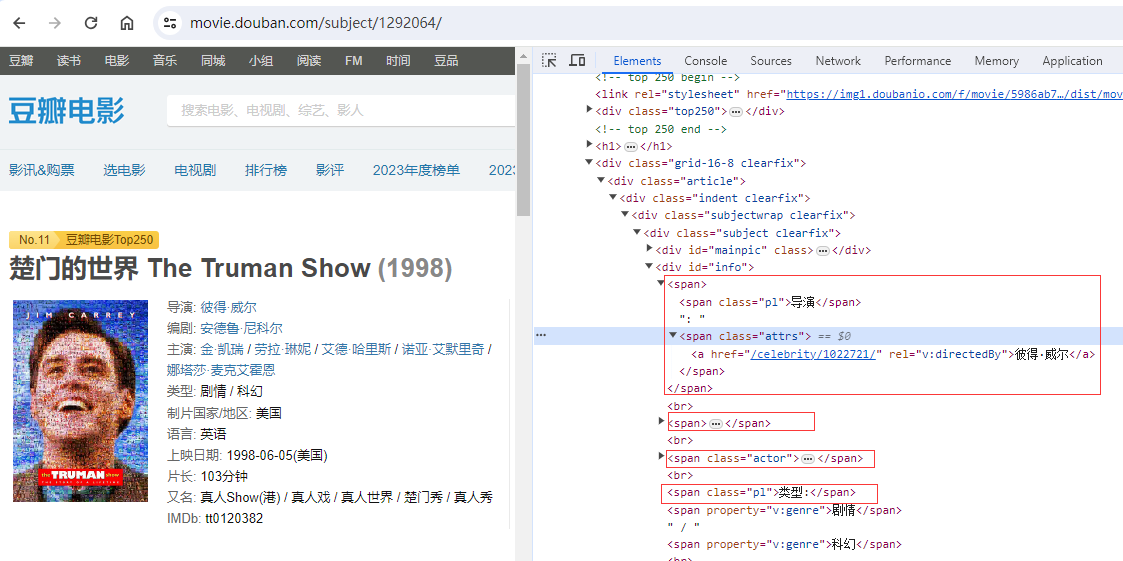 movie.douban.com/subject/1292064/
豆瓣 读书 电影 音乐 同城 小组 阅读 FM 时间 豆品
豆瓣电影
搜索电影、电视剧、综艺、影人
影讯&购票 选电影 电视剧 排行榜 影评 2023年度榜单 2023
No.11 豆瓣电影Top250
楚门的世界 The Truman Show (1998)
JIM CARREY
THE TRUMAN show
导演: 彼得·威尔
编剧: 安德鲁·尼科尔
主演: 金·凯瑞 / 劳拉·琳妮 / 艾德·哈里斯 / 诺亚·艾默里奇 /
娜塔莎·麦克艾霍恩
类型: 剧情 / 科幻
制片国家/地区: 美国
语言: 英语
上映日期: 1998-06-05(美国)
片长: 103分钟
又名: 真人Show(港) / 真人戏 / 真人世界 / 楚门秀 / 真人秀
IMDb: tt0120382
Elements Console Sources Network Performance Memory Application
<!-- top 250 begin -->
<link rel="stylesheet" href="https://img1.doubanio.com/f/movie/5986ab7…/dist/mov
<div class="top250">…</div>
<!-- top 250 end -->
<h1>…</h1>
<div class="grid-16-8 clearfix">
<div class="article">
<div class="indent clearfix">
<div class="subjectwrap clearfix">
<div class="subject clearfix">
<div id="mainpic" class>…</div>
<div id="info">
<span>
<span class="pl">导演</span>
": "
<span class="attrs"> == $0
<a href="/celebrity/1022721/" rel="v:directedBy">彼得·威尔</a>
</span>
</span>
<br>
<span>…</span>
<br>
<span class="actor">…</span>
<br>
<span class="pl">类型:</span>
<span property="v:genre">剧情</span>
" / "
<span property="v:genre">科幻</span>
<br>